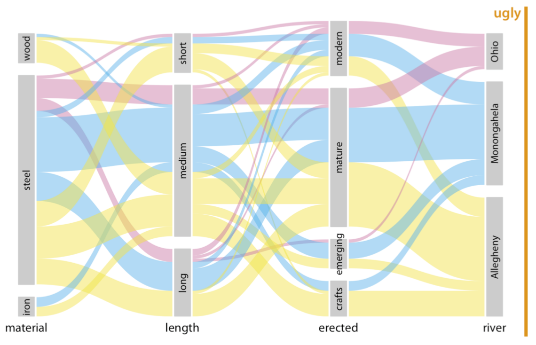 ugly
wood
steel
iron
short
medium
long
modern
mature
emerging
crafts
Ohio
Monongahela
Allegheny
material
length
erected
river